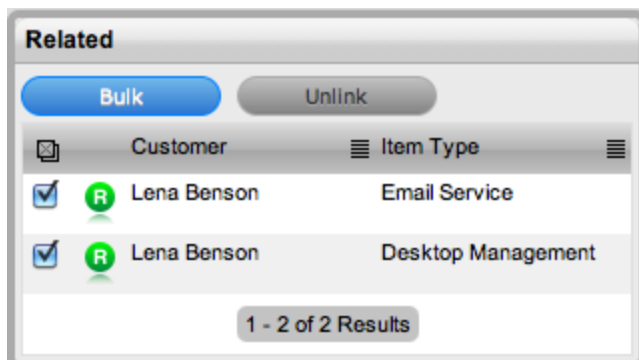 Related
Bulk Unlink
Customer Item Type
R Lena Benson Email Service
R Lena Benson Desktop Management
1 - 2 of 2 Results